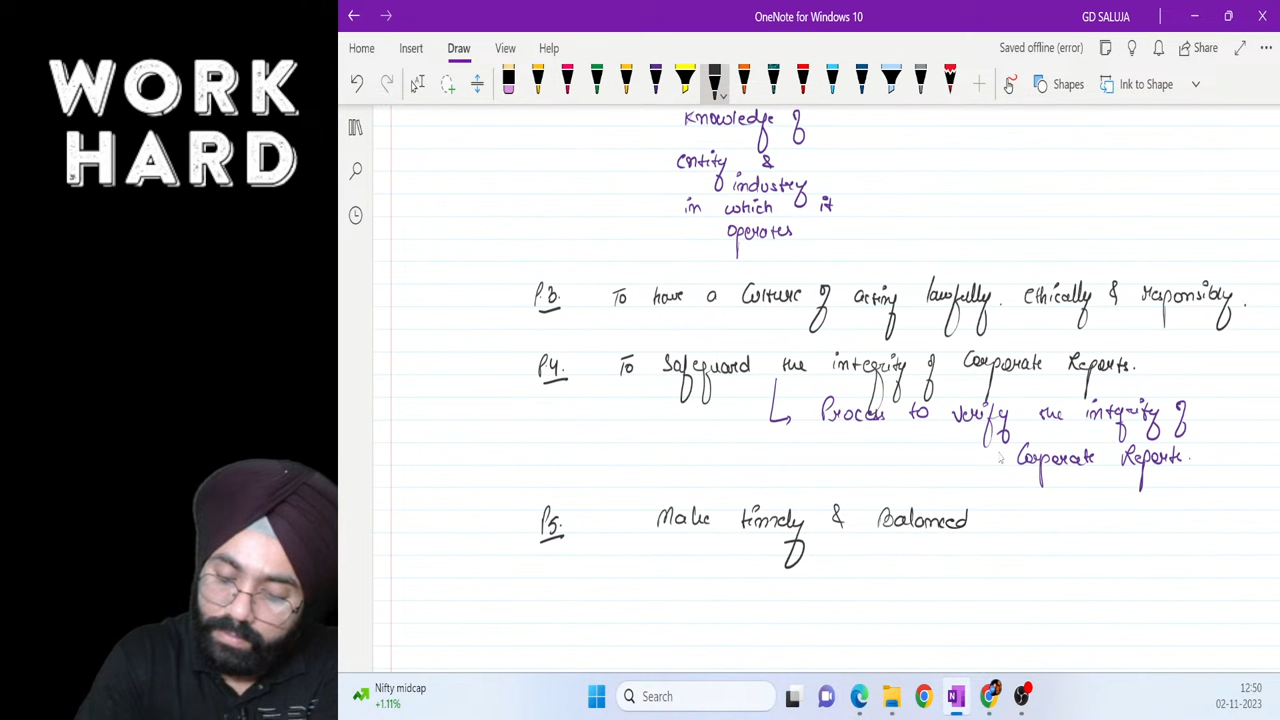 WORK
HARD
OneNote for Windows 10
GD SALUJA
Home Insert Draw View Help
Saved offline (error)
Share
Shapes
Ink to Shape
Knowledge of
entity &
industry
in which it
operates
P.3. To have a Culture of acting lawfully. Ethically & responsibly.
P.4. To Safeguard the integrity of Corporate Reports.
Process to verify the integrity of
Corporate Reports.
P5. Make timely & Balanced
Nifty midcap
+1.11%
Search
12:50
02-11-2023